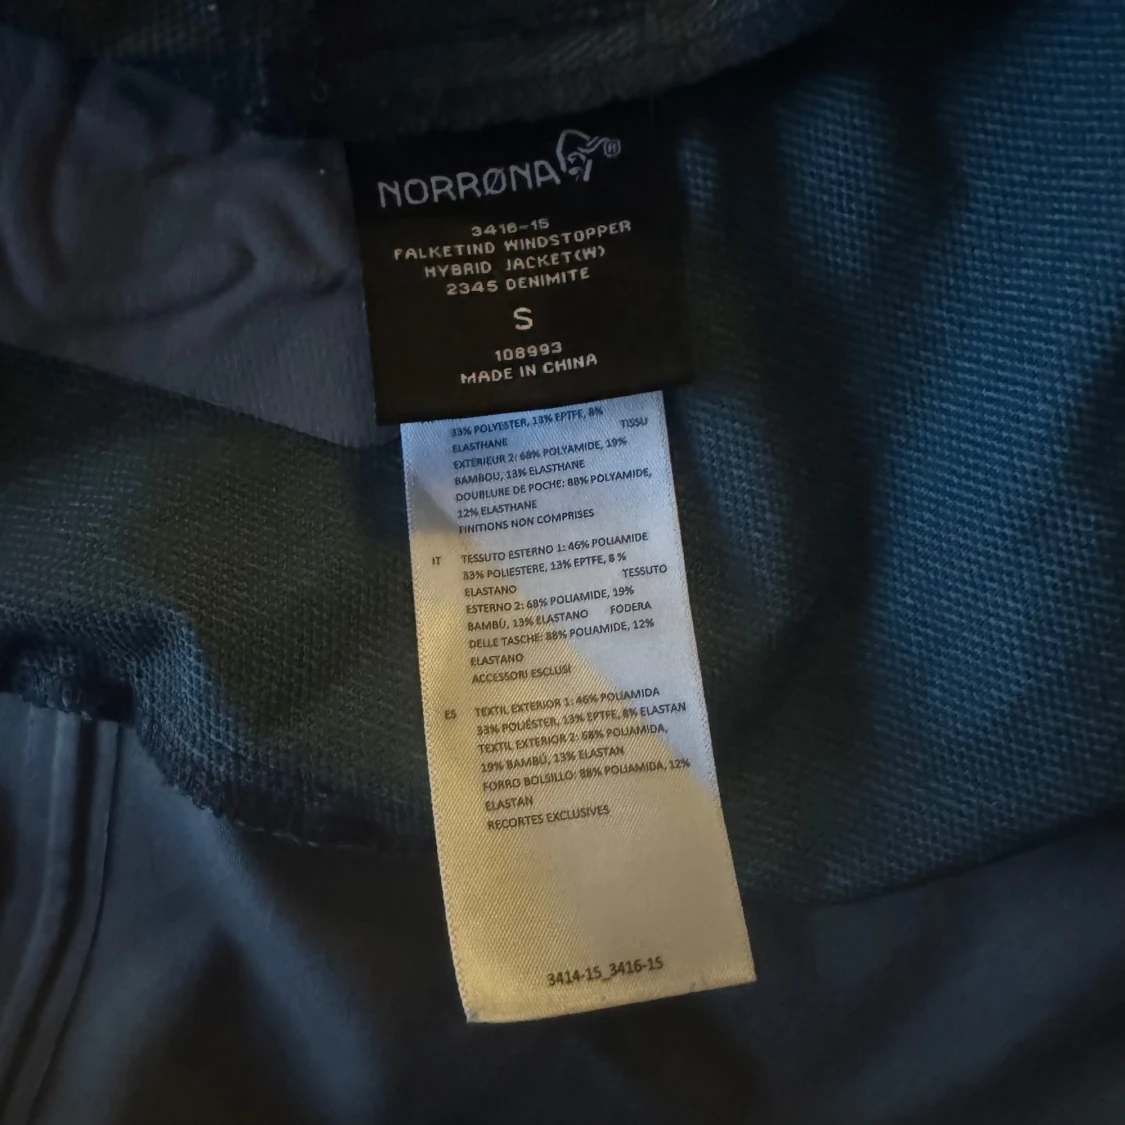 NORRØNA
3416-15
FALKETIND WINDSTOPPER
HYBRID JACKET(W)
2345 DENIMITE
S
108993
MADE IN CHINA
33% POLYESTER, 13% EPTFE, 8%
ELASTHANE TISSU
EXTÉRIEUR 2: 68% POLYAMIDE, 19%
BAMBOU, 13% ELASTHANE
DOUBLURE DE POCHE: 88% POLYAMIDE,
12% ELASTHANE
FINITIONS NON COMPRISES
IT TESSUTO ESTERNO 1: 46% POLIAMIDE
33% POLIESTERE, 13% EPTFE, 8 %
ELASTANO TESSUTO
ESTERNO 2: 68% POLIAMIDE, 19%
BAMBÙ, 13% ELASTANO FODERA
DELLE TASCHE: 88% POLIAMIDE, 12%
ELASTANO
ACCESSORI ESCLUSI
ES TEXTIL EXTERIOR 1: 46% POLIAMIDA
33% POLIÉSTER, 13% EPTFE, 8% ELASTAN
TEXTIL EXTERIOR 2: 68% POLIAMIDA,
19% BAMBÚ, 13% ELASTAN
FORRO BOLSILLO: 88% POLIAMIDA, 12%
ELASTAN
RECORTES EXCLUSIVES
3414-15_3416-15